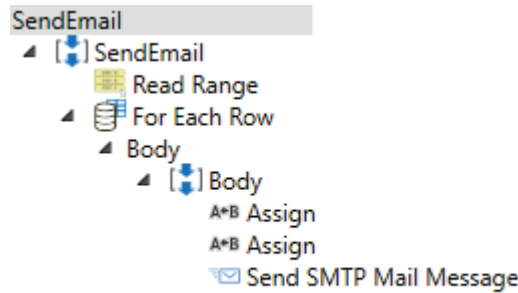 SendEmail
SendEmail
Read Range
For Each Row
Body
Body
A+B Assign
A+B Assign
Send SMTP Mail Message